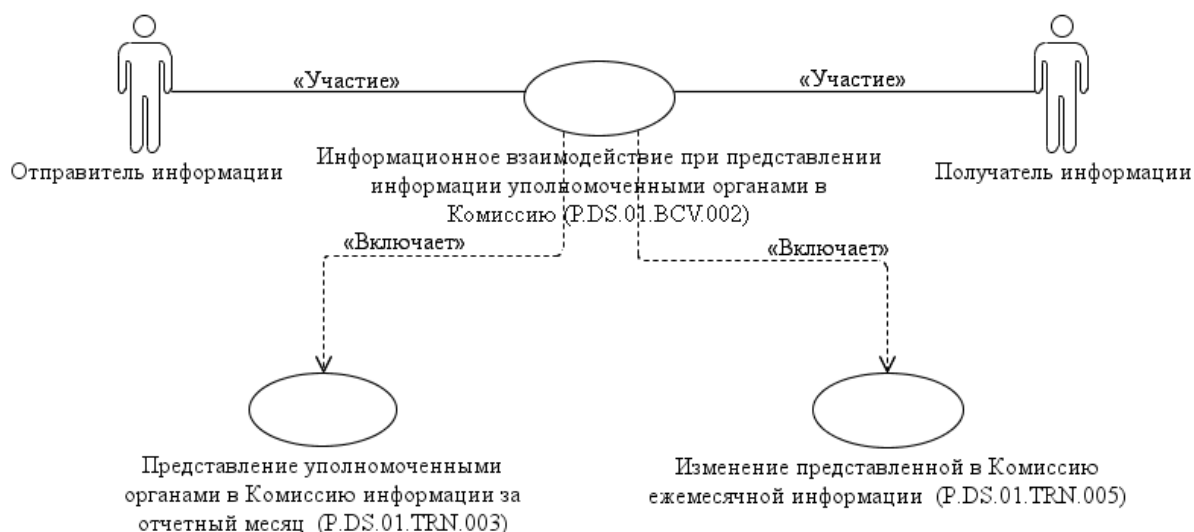 «Участие»
«Участие»
Отправитель информации
Информационное взаимодействие при представлении
информации уполномоченными органами в
Комиссию (P.DS.01.BCV.002)
Получатель информации
«Включает»
«Включает»
Представление уполномоченными
органами в Комиссию информации за
отчетный месяц (P.DS.01.TRN.003)
Изменение представленной в Комиссию
ежемесячной информации (P.DS.01.TRN.005)